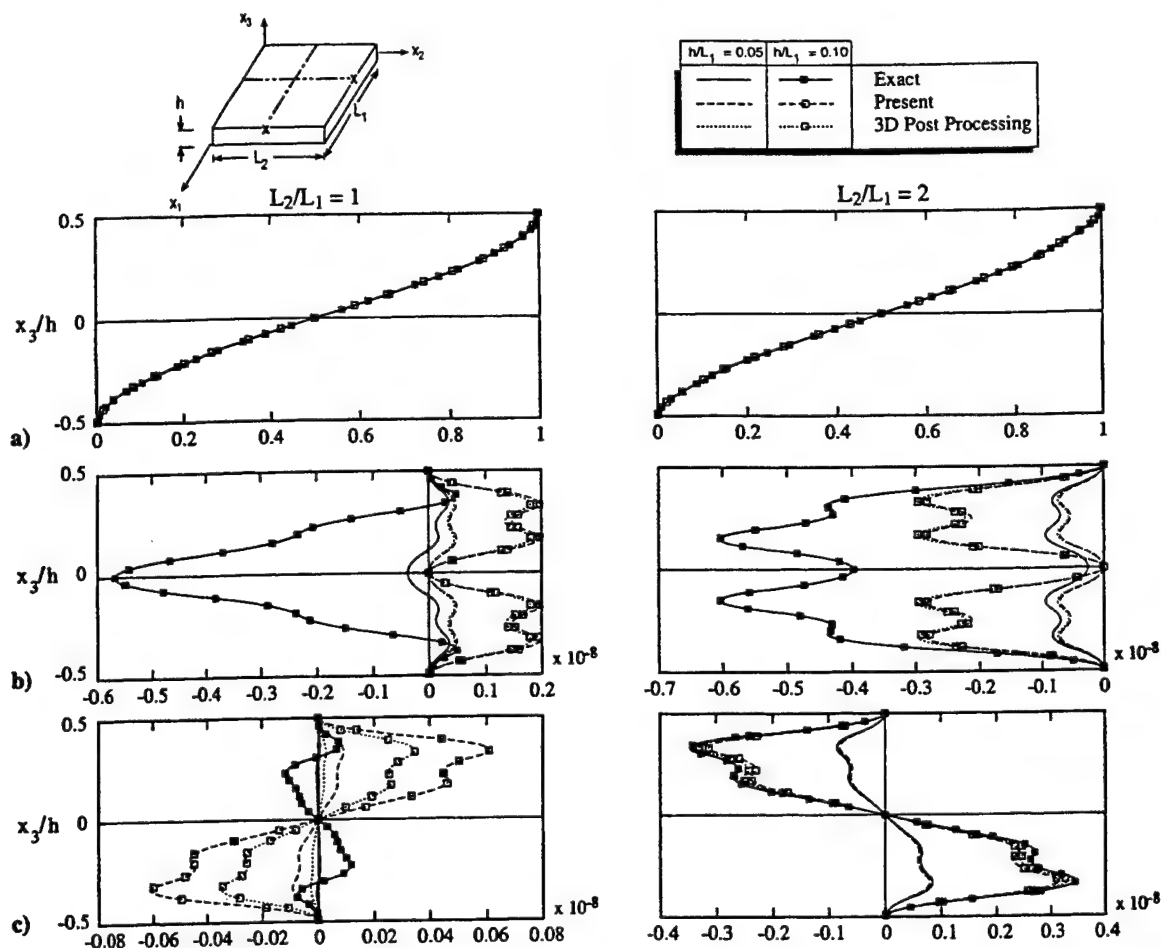 x₃
x₂
h
L₁
L₂
x₁
h/L₁ = 0.05 h/L₁ = 0.10
Exact
Present
3D Post Processing
L₂/L₁ = 1
L₂/L₁ = 2
0.5
x₃/h 0
-0.5
a)
0 0.2 0.4 0.6 0.8 1
0 0.2 0.4 0.6 0.8 1
0.5
x₃/h 0
-0.5
b)
x 10⁻⁸
x 10⁻⁸
-0.6 -0.5 -0.4 -0.3 -0.2 -0.1 0 0.1 0.2
-0.7 -0.6 -0.5 -0.4 -0.3 -0.2 -0.1 0
0.5
x₃/h 0
-0.5
c)
x 10⁻⁸
x 10⁻⁸
-0.08 -0.06 -0.04 -0.02 0 0.02 0.04 0.06 0.08
-0.4 -0.3 -0.2 -0.1 0 0.1 0.2 0.3 0.4